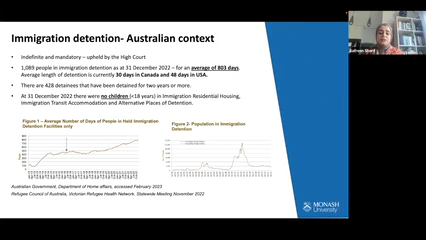 Immigration detention- Australian context
Indefinite and mandatory – upheld by the High Court
1,089 people in immigration detention as at 31 December 2022 – for an average of 803 days.
Average length of detention is currently 30 days in Canada and 48 days in USA.
There are 428 detainees that have been detained for two years or more.
At 31 December 2022 there were no children (<18 years) in Immigration Residential Housing,
Immigration Transit Accommodation and Alternative Places of Detention.
Figure 1 – Average Number of Days of People in Held Immigration
Detention Facilities only
Figure 2- Population in Immigration
Detention
Australian Government, Department of Home affairs, accessed February 2023
Refugee Council of Australia, Victorian Refugee Health Network. Statewide Meeting November 2022
MONASH
University